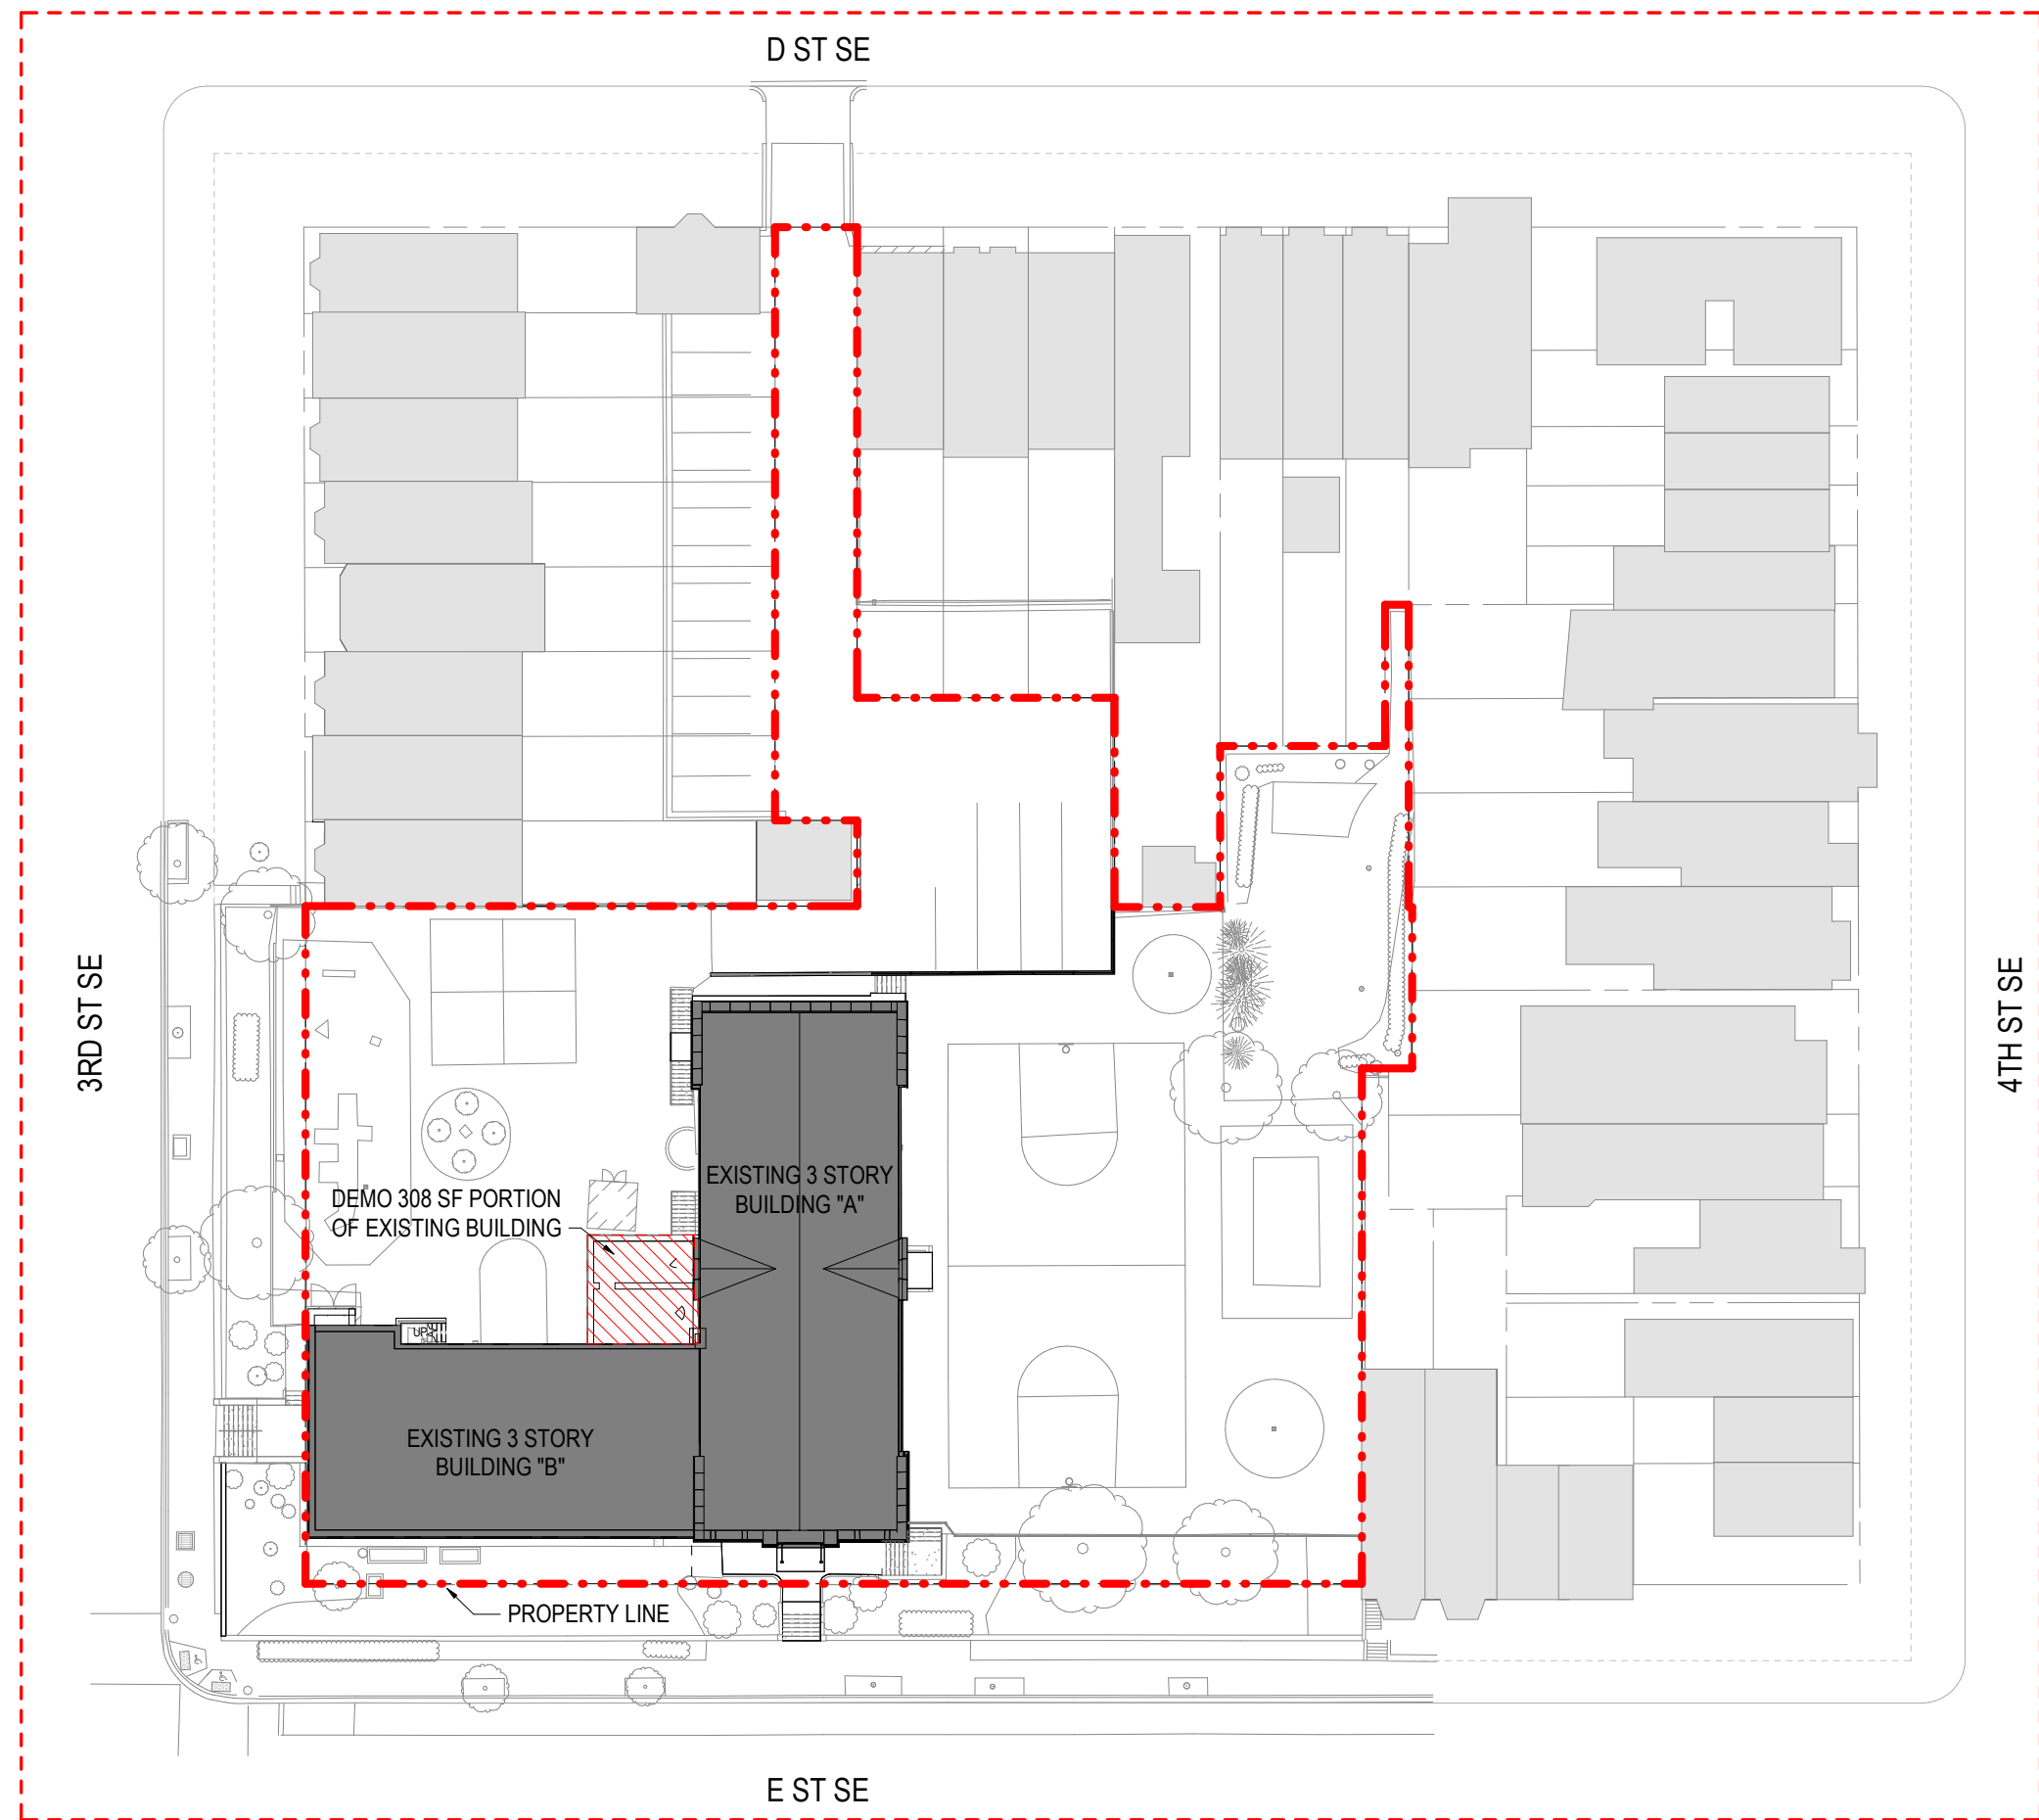 D ST SE
3RD ST SE
4TH ST SE
EXISTING 3 STORY
BUILDING "A"
DEMO 308 SF PORTION
OF EXISTING BUILDING
UP
EXISTING 3 STORY
BUILDING "B"
PROPERTY LINE
E ST SE